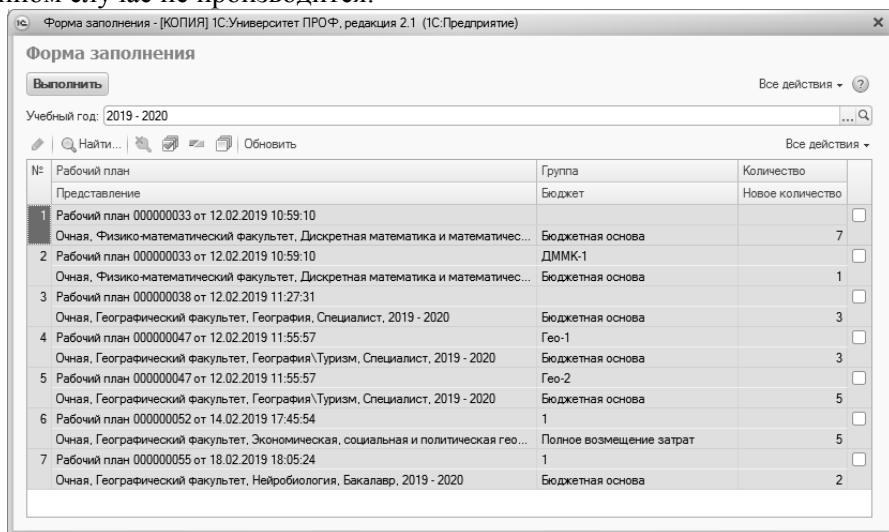 случае не производится.
Форма заполнения - [КОПИЯ] 1С:Университет ПРОФ, редакция 2.1 (1С:Предприятие)
Форма заполнения
Выполнить Все действия
Учебный год: 2019 - 2020
Найти... Обновить Все действия
№ Рабочий план Группа Количество
Представление Бюджет Новое количество
1 Рабочий план 000000033 от 12.02.2019 10:59:10
Очная, Физико-математический факультет, Дискретная математика и математичес... Бюджетная основа 7
2 Рабочий план 000000033 от 12.02.2019 10:59:10 ДММК-1
Очная, Физико-математический факультет, Дискретная математика и математичес... Бюджетная основа 1
3 Рабочий план 000000038 от 12.02.2019 11:27:31
Очная, Географический факультет, География, Специалист, 2019 - 2020 Бюджетная основа 3
4 Рабочий план 000000047 от 12.02.2019 11:55:57 Гео-1
Очная, Географический факультет, География\Туризм, Специалист, 2019 - 2020 Бюджетная основа 3
5 Рабочий план 000000047 от 12.02.2019 11:55:57 Гео-2
Очная, Географический факультет, География\Туризм, Специалист, 2019 - 2020 Бюджетная основа 5
6 Рабочий план 000000052 от 14.02.2019 17:45:54 1
Очная, Географический факультет, Экономическая, социальная и политическая гео... Полное возмещение затрат 5
7 Рабочий план 000000055 от 18.02.2019 18:05:24 1
Очная, Географический факультет, Нейробиология, Бакалавр, 2019 - 2020 Бюджетная основа 2